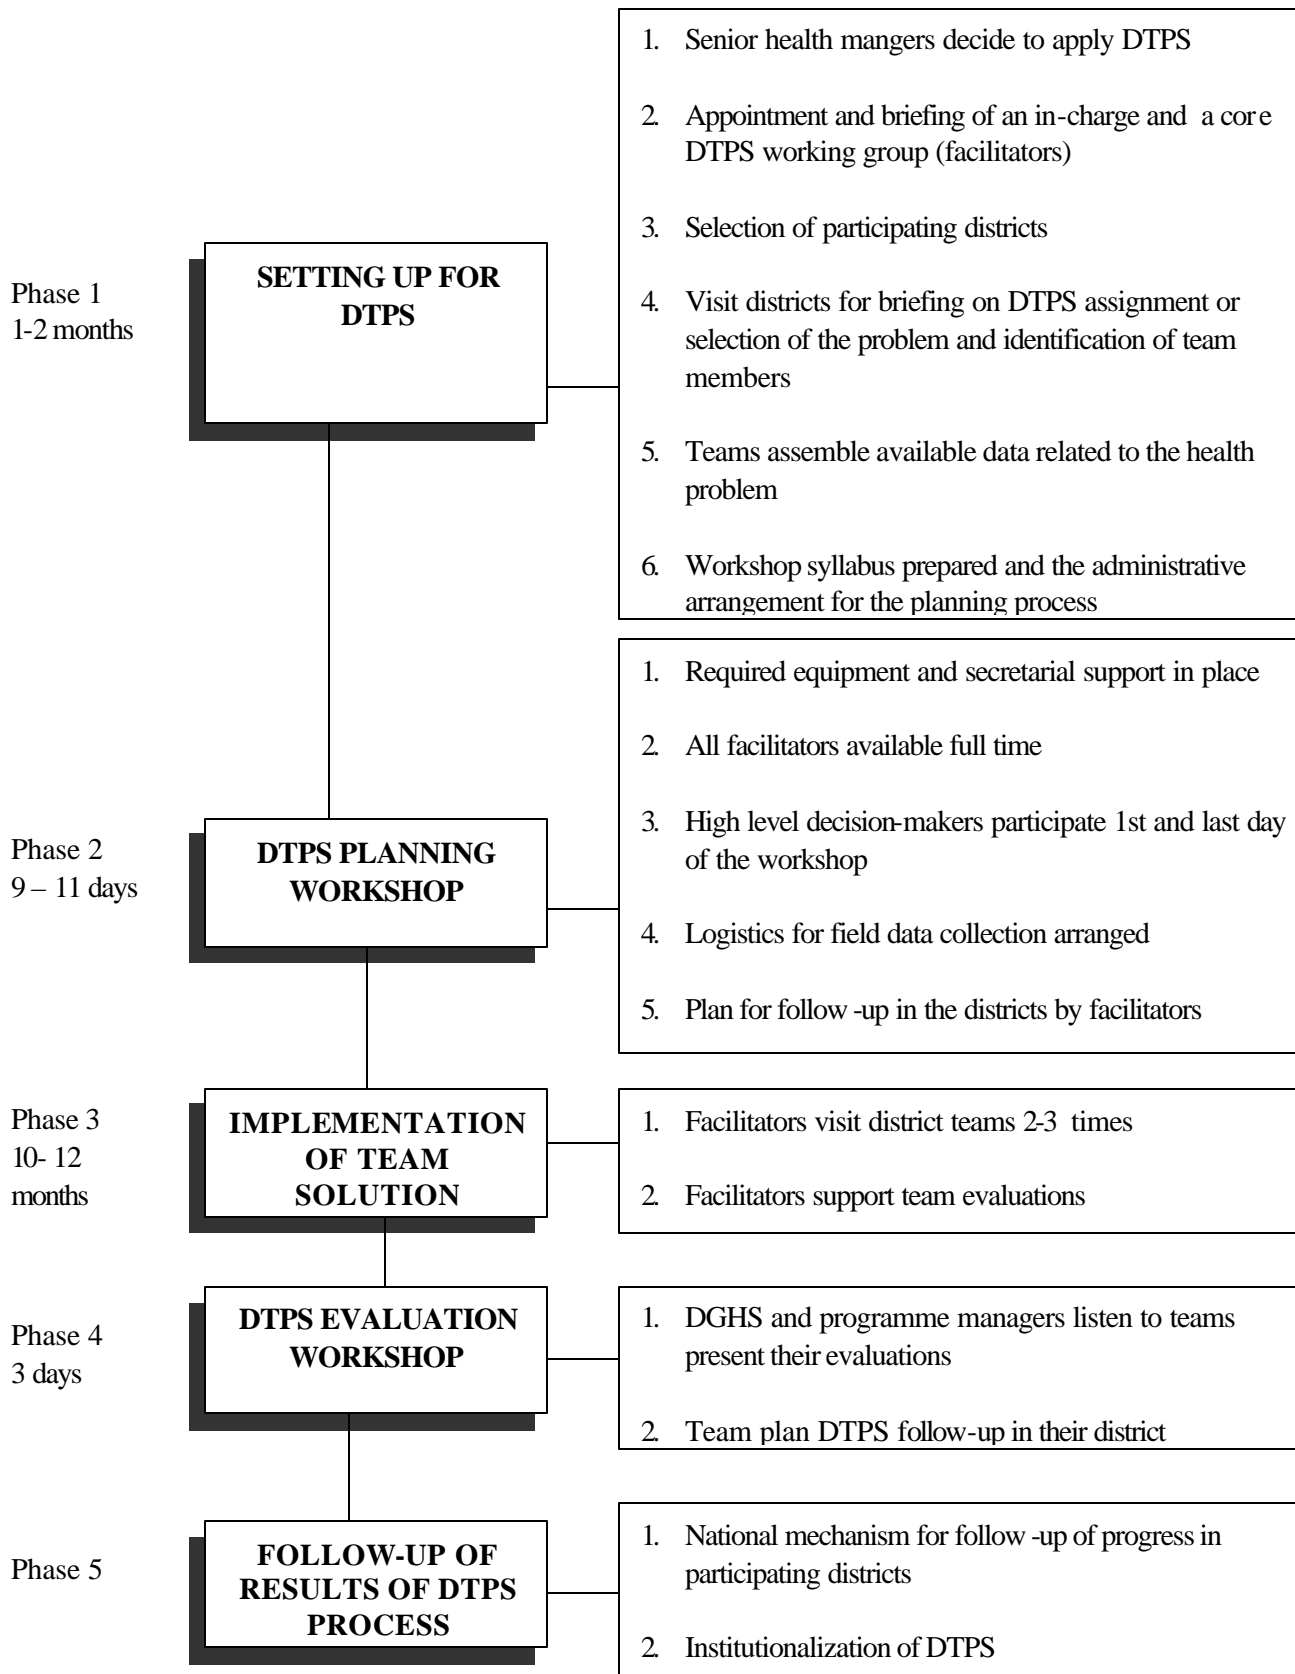 Phase 1
1-2 months
SETTING UP FOR
DTPS
1. Senior health mangers decide to apply DTPS
2. Appointment and briefing of an in-charge and a core
DTPS working group (facilitators)
3. Selection of participating districts
4. Visit districts for briefing on DTPS assignment or
selection of the problem and identification of team
members
5. Teams assemble available data related to the health
problem
6. Workshop syllabus prepared and the administrative
arrangement for the planning process
Phase 2
9 – 11 days
DTPS PLANNING
WORKSHOP
1. Required equipment and secretarial support in place
2. All facilitators available full time
3. High level decision-makers participate 1st and last day
of the workshop
4. Logistics for field data collection arranged
5. Plan for follow -up in the districts by facilitators
Phase 3
10- 12
months
IMPLEMENTATION
OF TEAM
SOLUTION
1. Facilitators visit district teams 2-3 times
2. Facilitators support team evaluations
Phase 4
3 days
DTPS EVALUATION
WORKSHOP
1. DGHS and programme managers listen to teams
present their evaluations
2. Team plan DTPS follow-up in their district
Phase 5
FOLLOW-UP OF
RESULTS OF DTPS
PROCESS
1. National mechanism for follow -up of progress in
participating districts
2. Institutionalization of DTPS